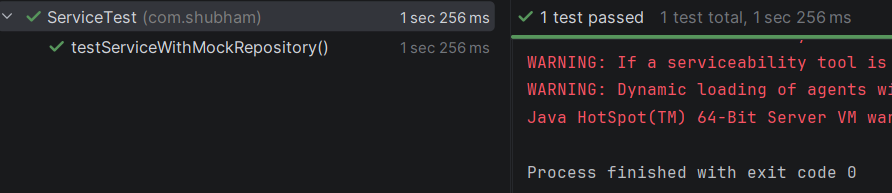 ServiceTest (com.shubham) 1 sec 256 ms
testServiceWithMockRepository() 1 sec 256 ms
1 test passed 1 test total, 1 sec 256 ms
WARNING: If a serviceability tool is
WARNING: Dynamic loading of agents wi
Java HotSpot(TM) 64-Bit Server VM war
Process finished with exit code 0